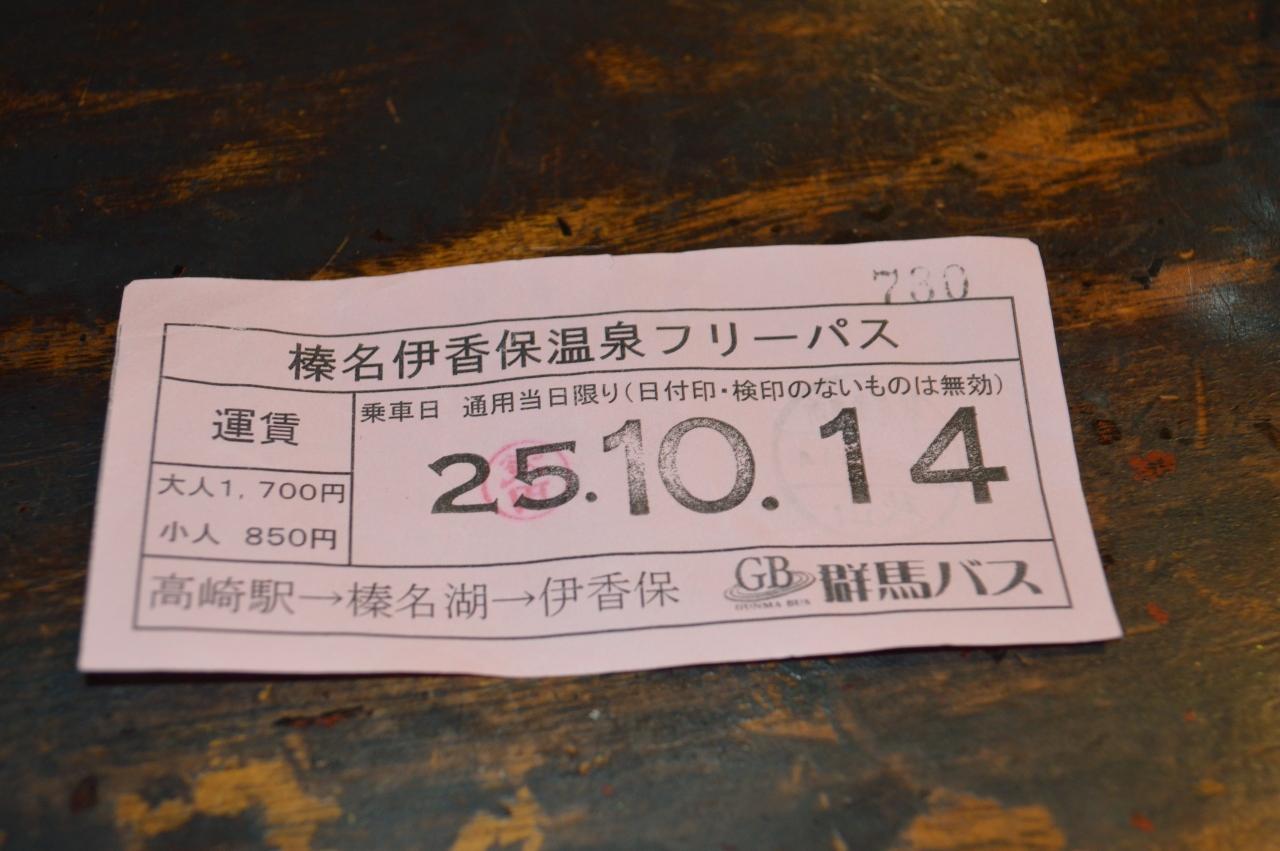 730
榛名伊香保温泉フリーパス
運賃
大人1,700円
小人 850円
乗車日 通用当日限り(日付印・検印のないものは無効)
25.10.14
高崎駅→榛名湖→伊香保
GB
GUNMA BUS
群馬バス